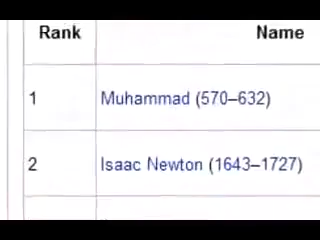 Rank Name
1 Muhammad (570–632)
2 Isaac Newton (1643–1727)